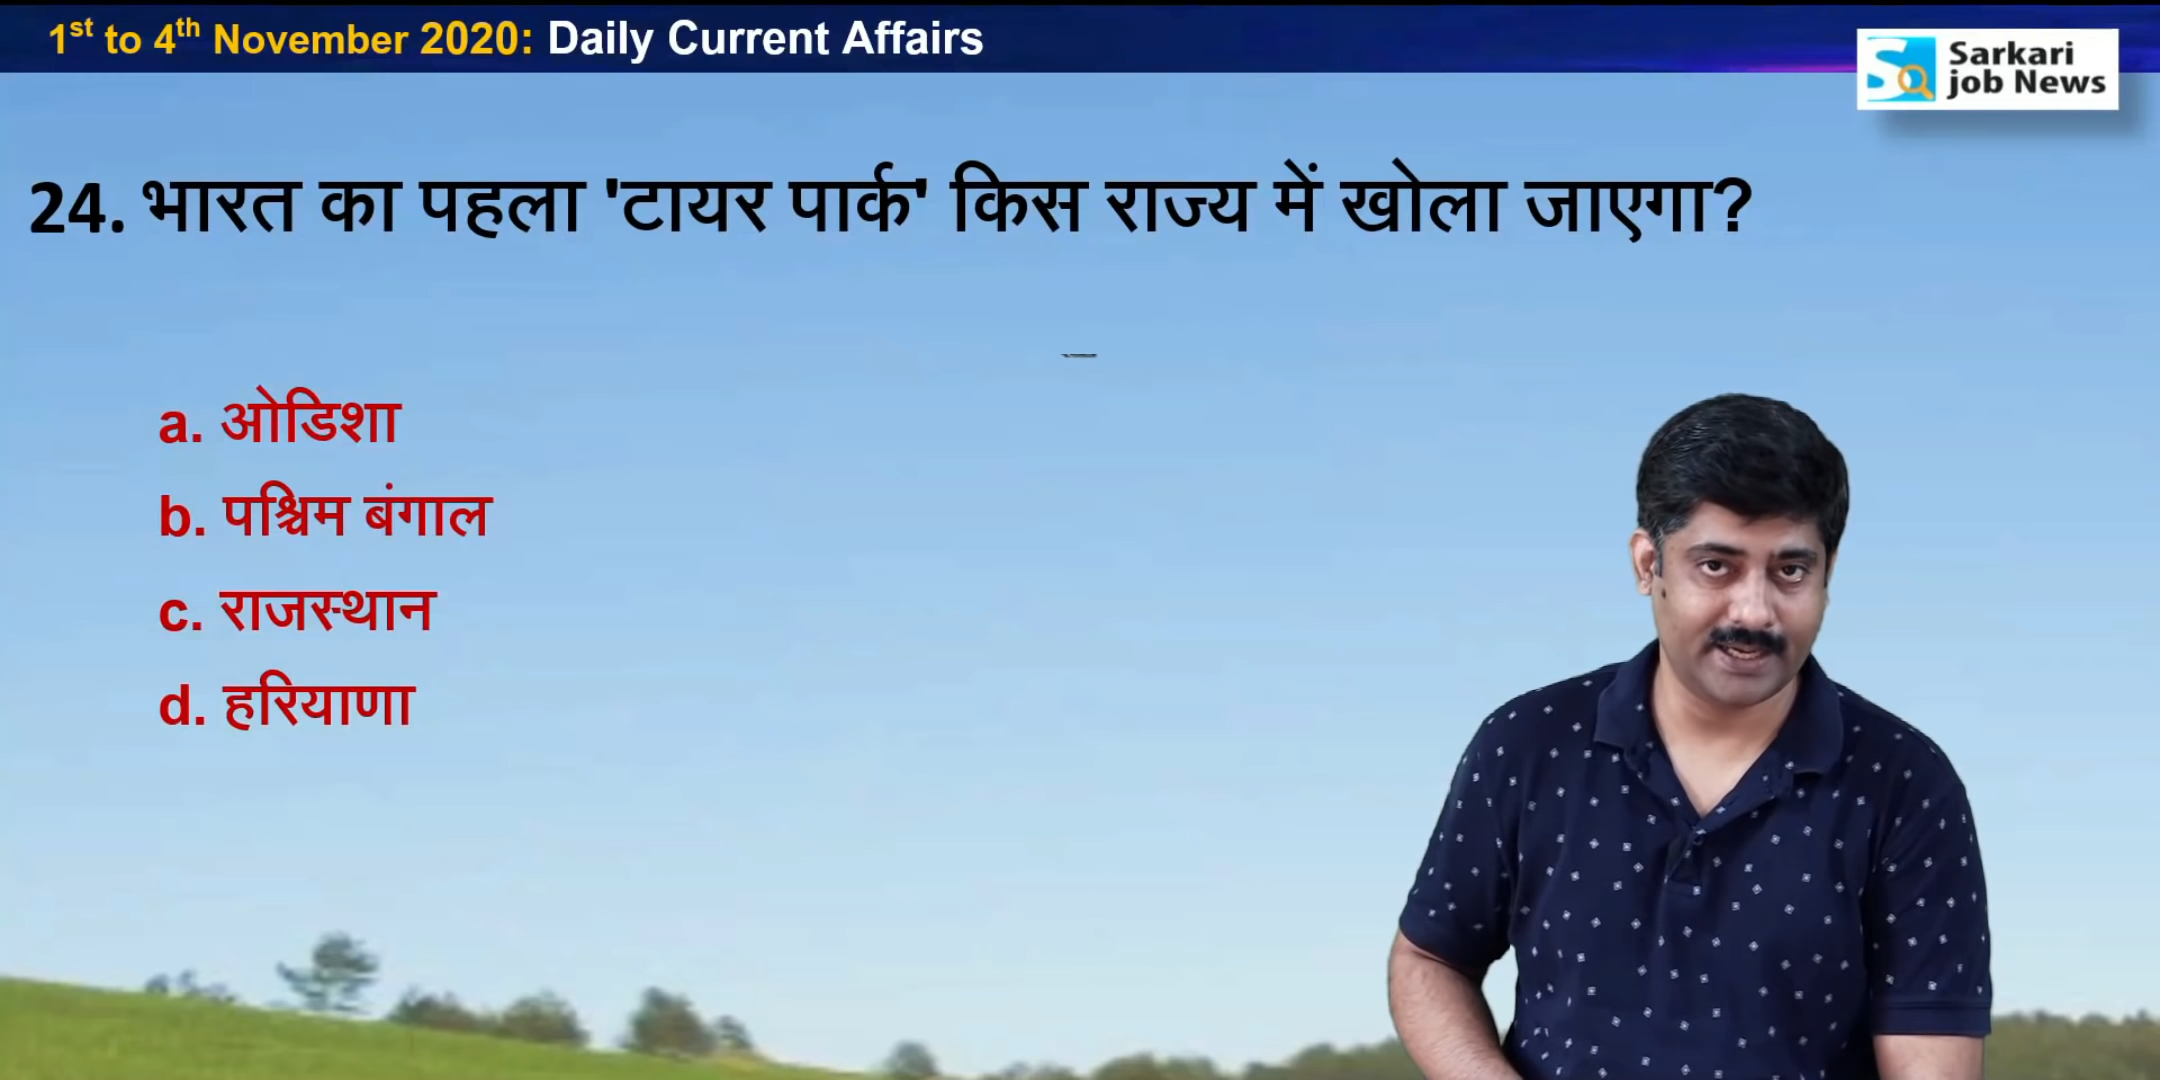 1st to 4th November 2020: Daily Current Affairs
Sarkari
job News
24. भारत का पहला 'टायर पार्क' किस राज्य में खोला जाएगा?
a. ओडिशा
b. पश्चिम बंगाल
c. राजस्थान
d. हरियाणा